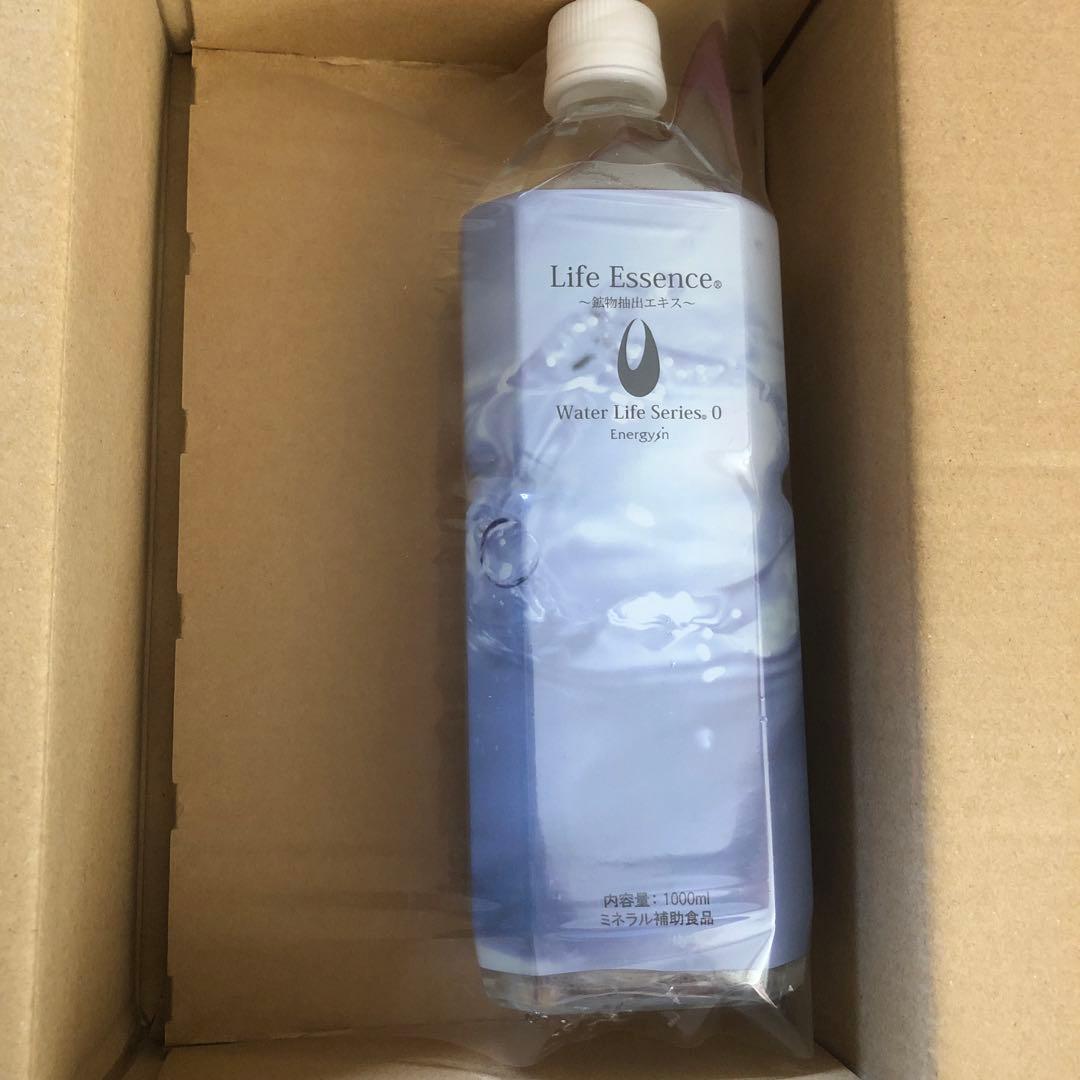 Life Essence®
～鉱物抽出エキス～
Water Life Series® 0
Energysin
内容量：1000ml
ミネラル補助食品